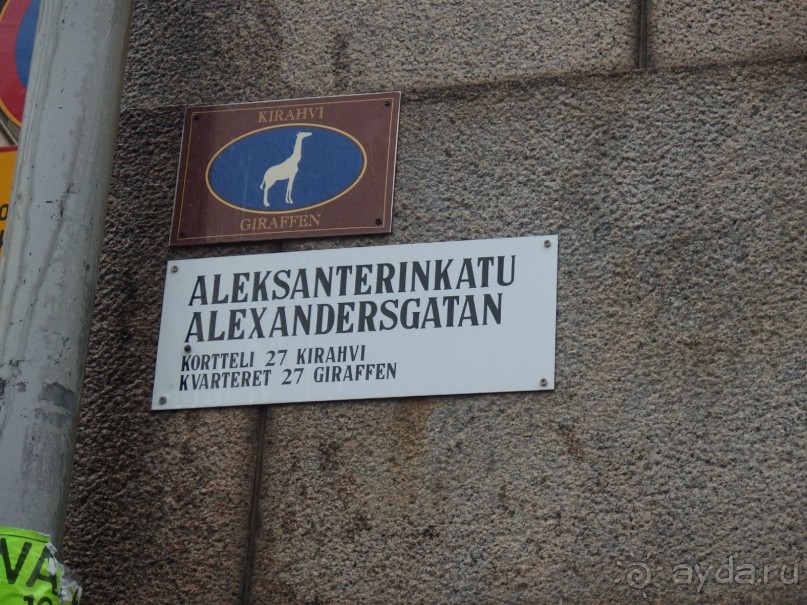 KIRAHVI
GIRAFFEN
ALEKSANTERINKATU
ALEXANDERSGATAN
KORTTELI 27 KIRAHVI
KVARTERET 27 GIRAFFEN
ayda.ru